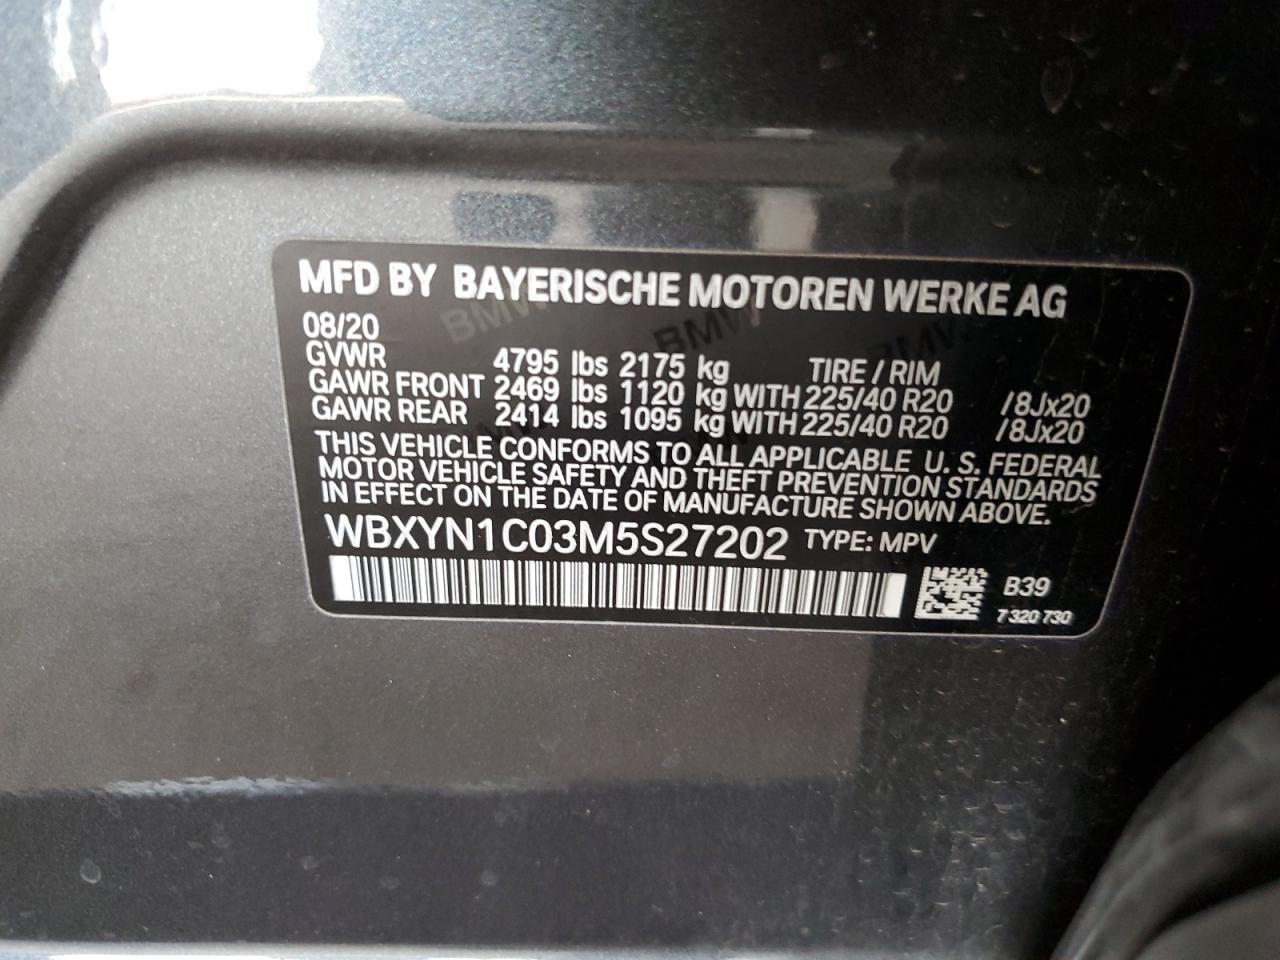 MFD BY BAYERISCHE MOTOREN WERKE AG
08/20
GVWR 4795 lbs 2175 kg TIRE / RIM
GAWR FRONT 2469 lbs 1120 kg WITH 225/40 R20 /8Jx20
GAWR REAR 2414 lbs 1095 kg WITH 225/40 R20 /8Jx20
THIS VEHICLE CONFORMS TO ALL APPLICABLE U. S. FEDERAL
MOTOR VEHICLE SAFETY AND THEFT PREVENTION STANDARDS
IN EFFECT ON THE DATE OF MANUFACTURE SHOWN ABOVE.
WBXYN1C03M5S27202 TYPE: MPV
B39
7 320 730
BMW BMW BMW